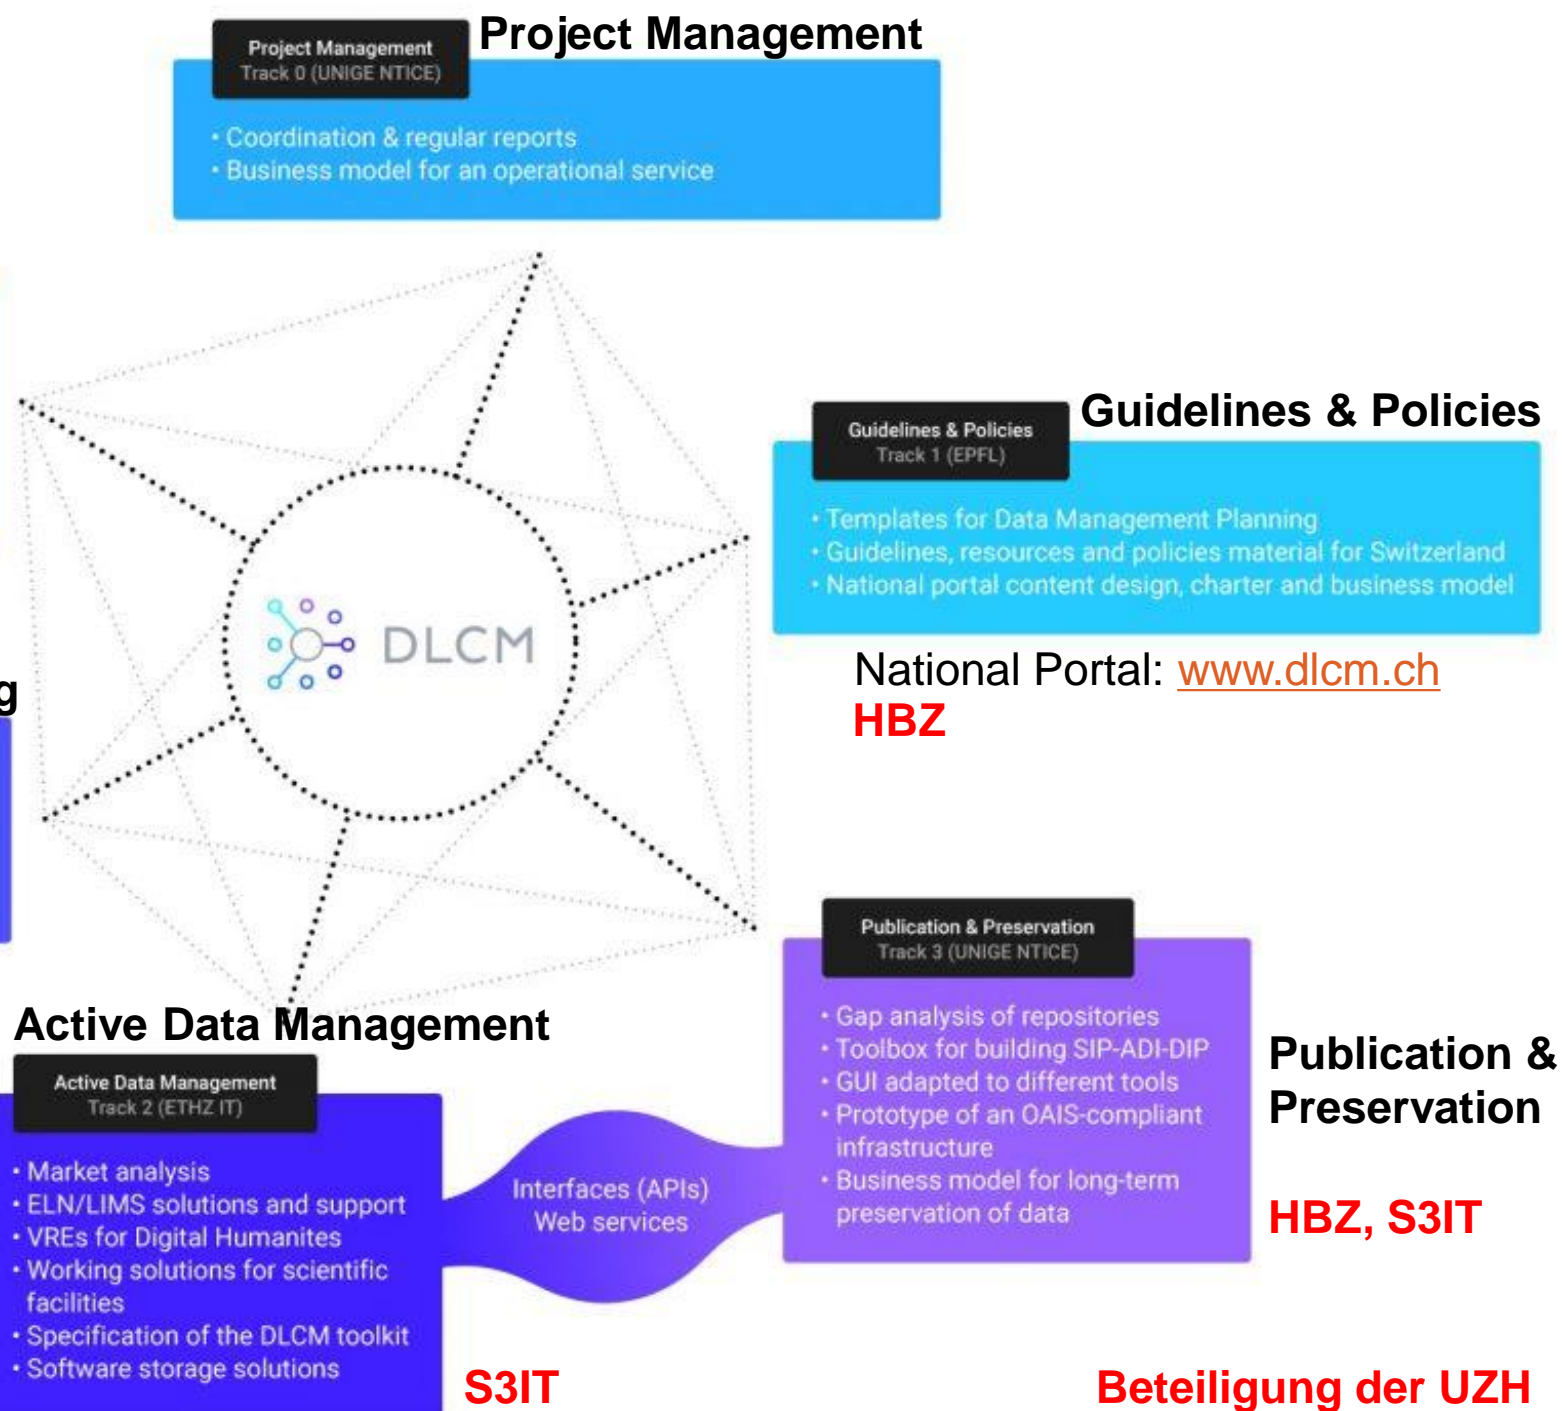 Project Management
Project Management
Track 0 (UNIGE NTICE)
• Coordination & regular reports
• Business model for an operational service
Guidelines & Policies
Guidelines & Policies
Track 1 (EPFL)
• Templates for Data Management Planning
• Guidelines, resources and policies material for Switzerland
• National portal content design, charter and business model
National Portal: www.dlcm.ch
HBZ
DLCM
g
Active Data Management
Active Data Management
Track 2 (ETHZ IT)
• Market analysis
• ELN/LIMS solutions and support
• VREs for Digital Humanites
• Working solutions for scientific
facilities
• Specification of the DLCM toolkit
• Software storage solutions
S3IT
Interfaces (APIs)
Web services
Publication & Preservation
Track 3 (UNIGE NTICE)
• Gap analysis of repositories
• Toolbox for building SIP-ADI-DIP
• GUI adapted to different tools
• Prototype of an OAIS-compliant
infrastructure
• Business model for long-term
preservation of data
Publication &
Preservation
HBZ, S3IT
Beteiligung der UZH